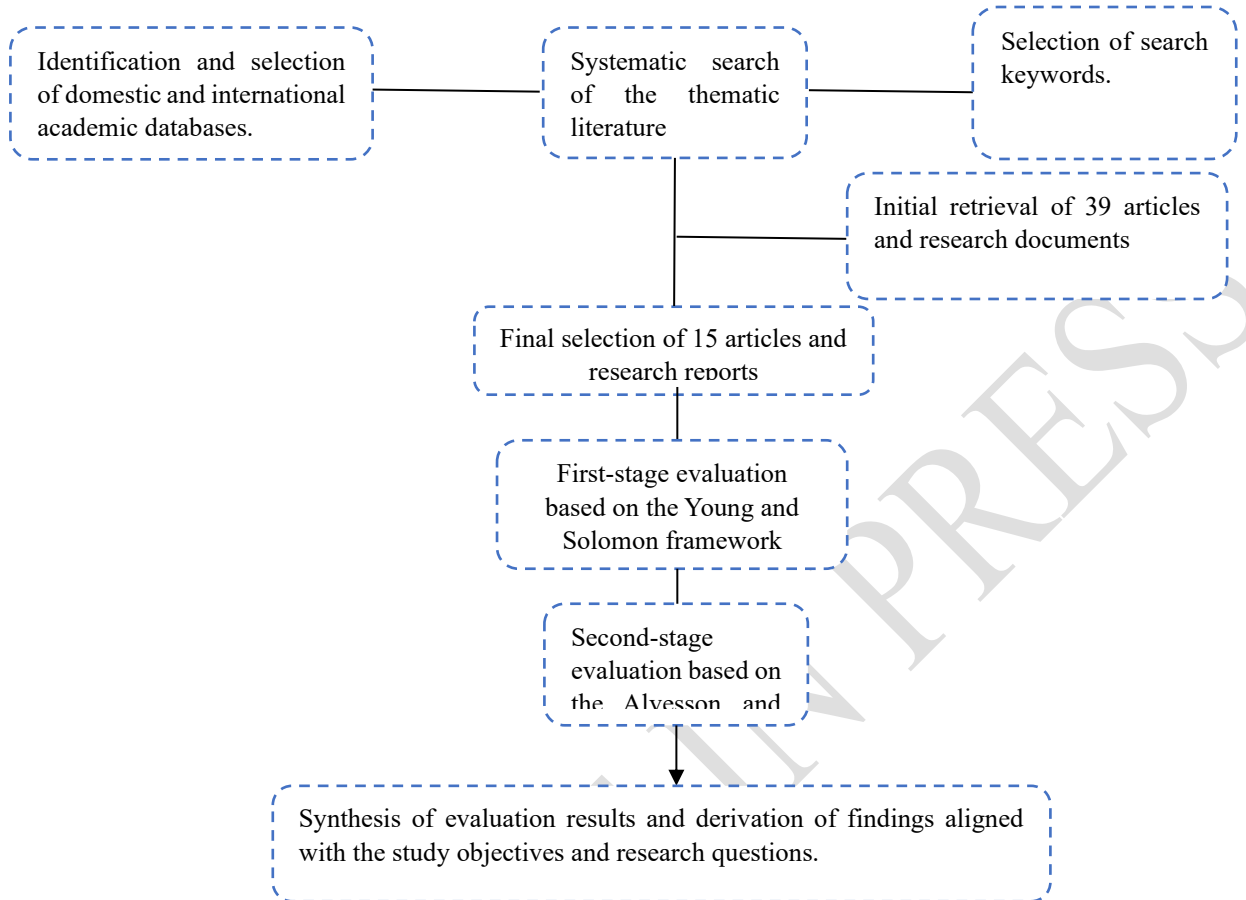 Identification and selection
of domestic and international
academic databases.
Systematic search
of the thematic
literature
Selection of search
keywords.
Initial retrieval of 39 articles
and research documents
Final selection of 15 articles and
research reports
First-stage evaluation
based on the Young and
Solomon framework
Second-stage
evaluation based on
the Alvesson and
Synthesis of evaluation results and derivation of findings aligned
with the study objectives and research questions.
IN PRESS